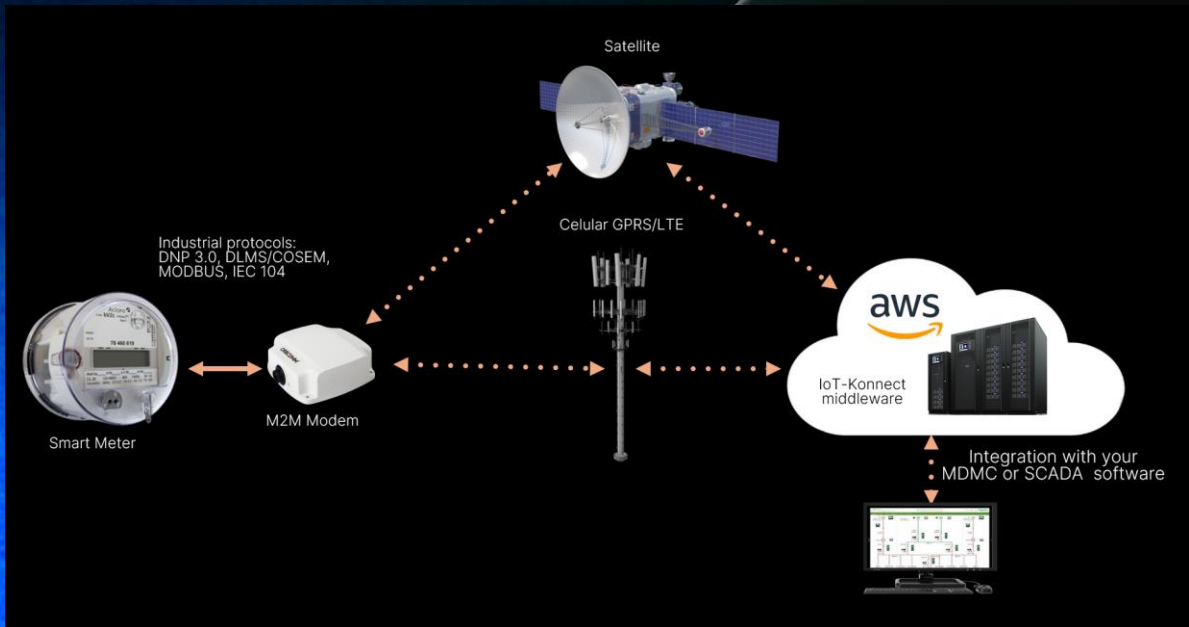 Satellite
Celular GPRS/LTE
Industrial protocols:
DNP 3.0, DLMS/COSEM,
MODBUS, IEC 104
Smart Meter
M2M Modem
aws
IoT-Konnect
middleware
Integration with your
MDMC or SCADA software